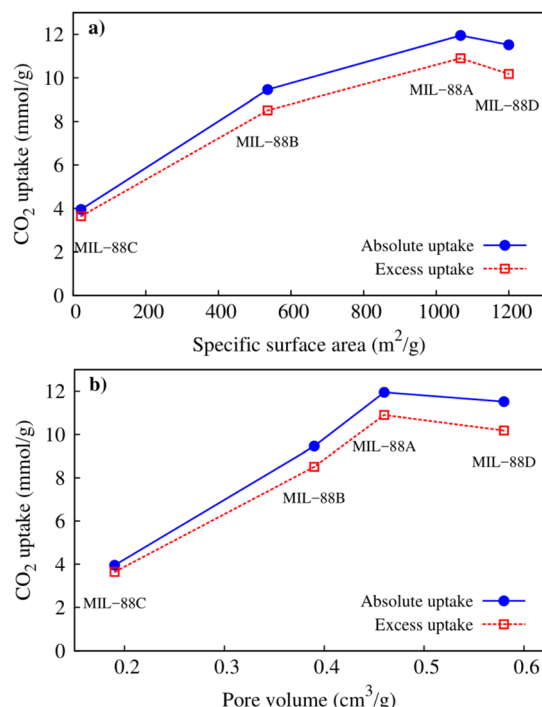 a)
12
10
8
6
4
2
0
CO2 uptake (mmol/g)
MIL−88A
MIL−88D
MIL−88B
MIL−88C
Absolute uptake
Excess uptake
0 200 400 600 800 1000 1200
Specific surface area (m²/g)
b)
12
10
8
6
4
2
0
CO2 uptake (mmol/g)
MIL−88A
MIL−88D
MIL−88B
MIL−88C
Absolute uptake
Excess uptake
0.2 0.3 0.4 0.5 0.6
Pore volume (cm³/g)